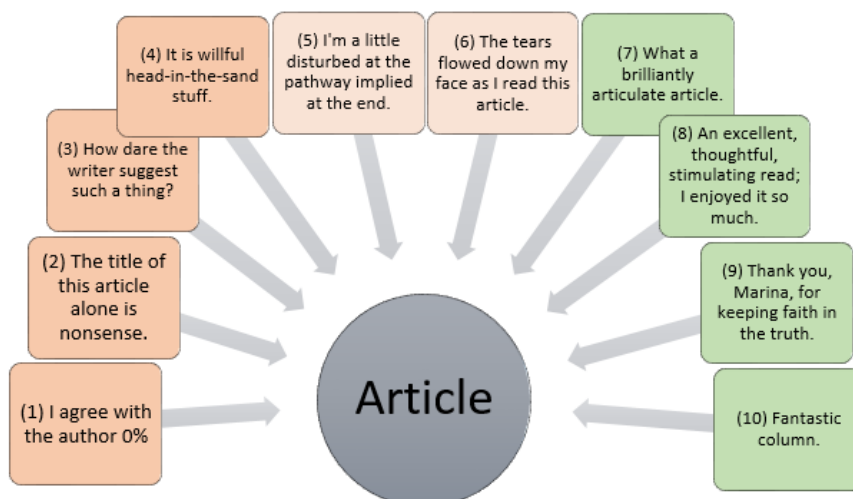 (1) I agree with
the author 0%
(2) The title of
this article
alone is
nonsense.
(3) How dare the
writer suggest
such a thing?
(4) It is willful
head-in-the-sand
stuff.
(5) I'm a little
disturbed at the
pathway implied
at the end.
(6) The tears
flowed down my
face as I read this
article.
(7) What a
brilliantly
articulate article.
(8) An excellent,
thoughtful,
stimulating read;
I enjoyed it so
much.
(9) Thank you,
Marina, for
keeping faith in
the truth.
(10) Fantastic
column.
Article